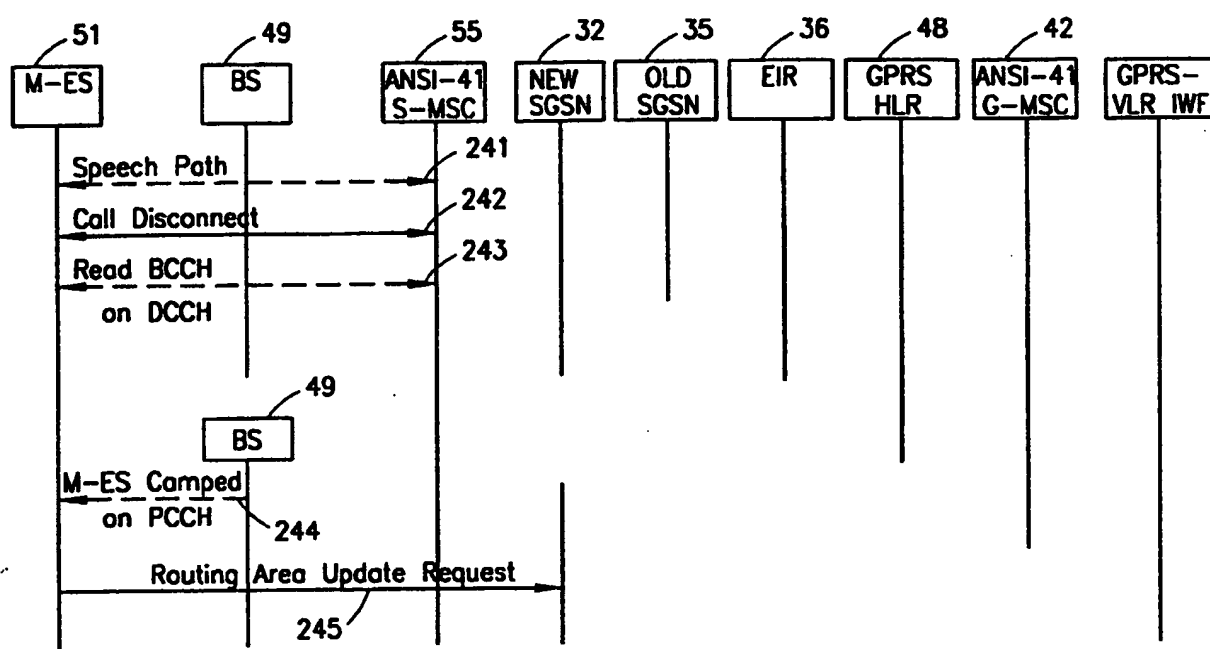 51
49
55
32
35
36
48
42
M-ES
BS
ANSI-41
S-MSC
NEW
SGSN
OLD
SGSN
EIR
GPRS
HLR
ANSI-41
G-MSC
GPRS-
VLR IWF
Speech Path
241
Call Disconnect
242
Read BCCH
on DCCH
243
49
BS
M-ES Camped
on PCCH
244
Routing Area Update Request
245